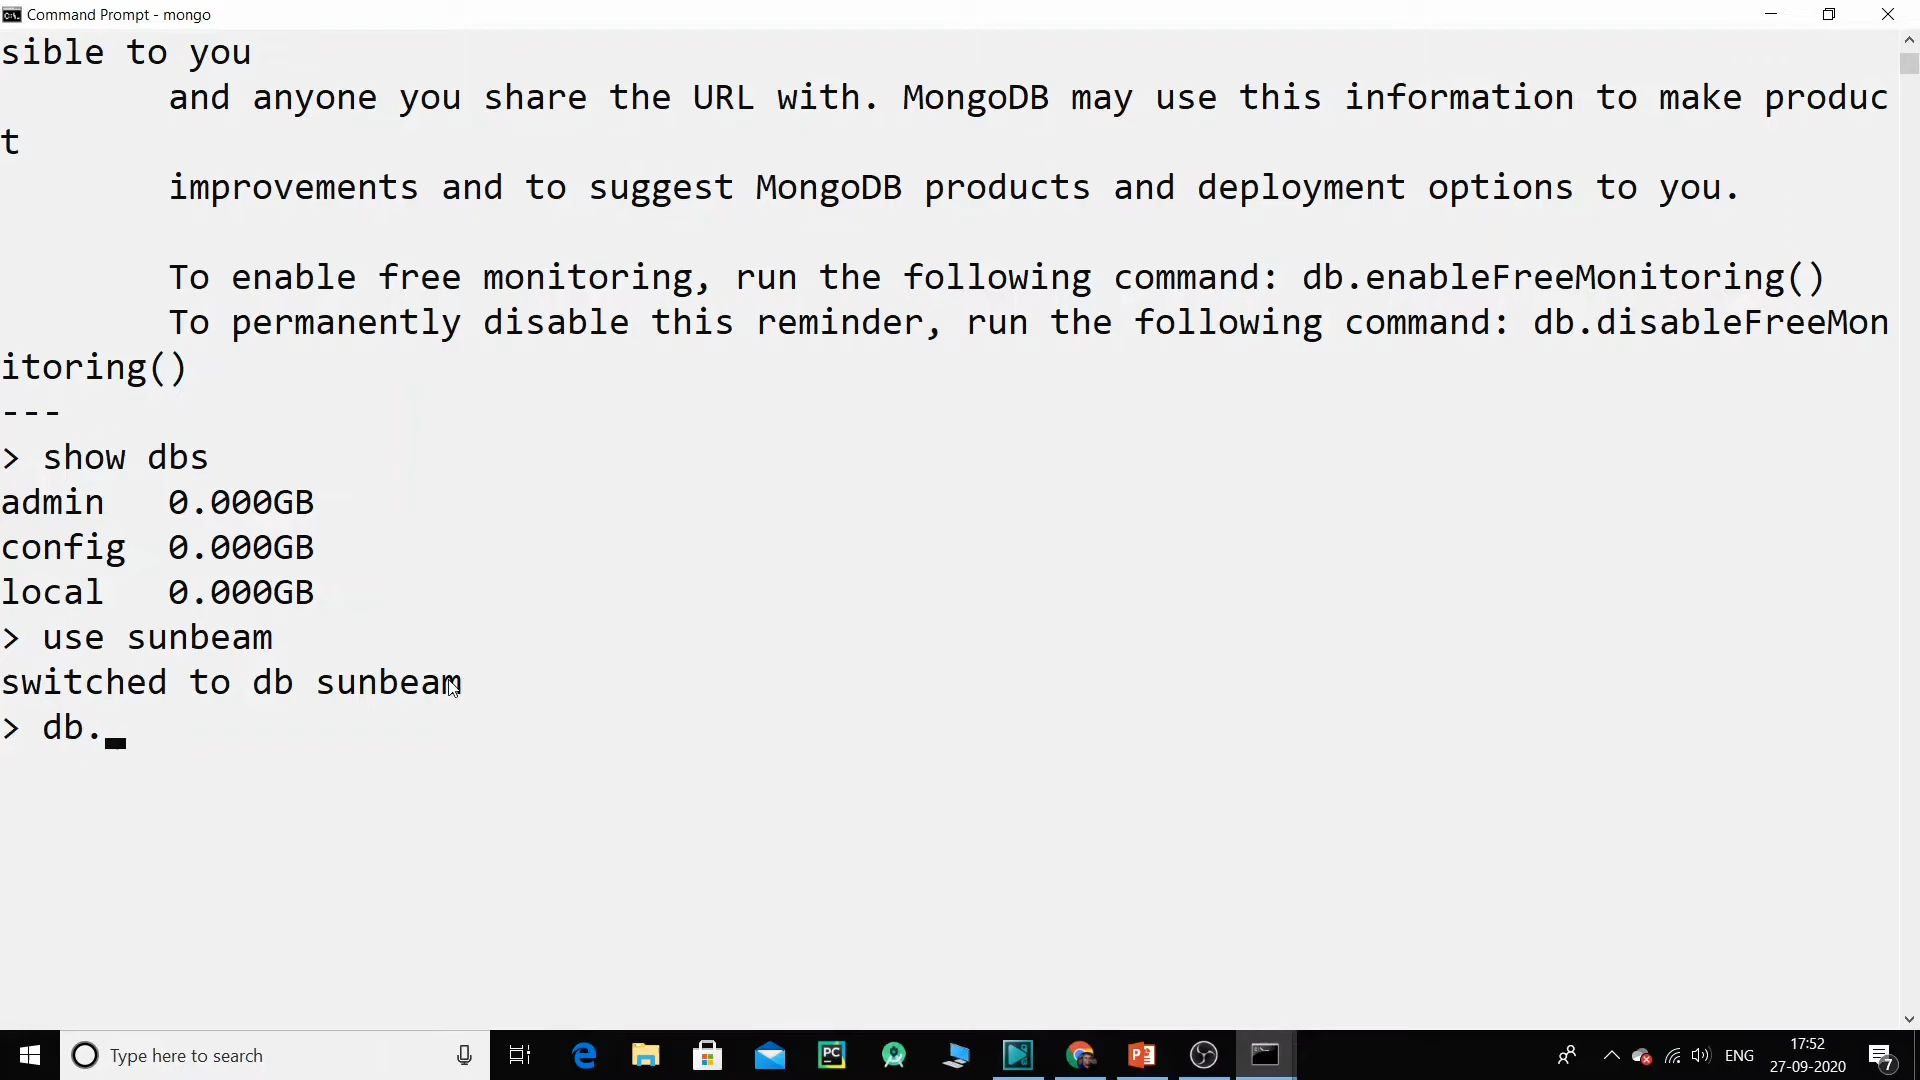 Command Prompt - mongo
sible to you
and anyone you share the URL with. MongoDB may use this information to make produc
t
improvements and to suggest MongoDB products and deployment options to you.
To enable free monitoring, run the following command: db.enableFreeMonitoring()
To permanently disable this reminder, run the following command: db.disableFreeMon
itoring()
---
> show dbs
admin   0.000GB
config  0.000GB
local   0.000GB
> use sunbeam
switched to db sunbeam
> db.
Type here to search
ENG
17:52
27-09-2020
7
PC